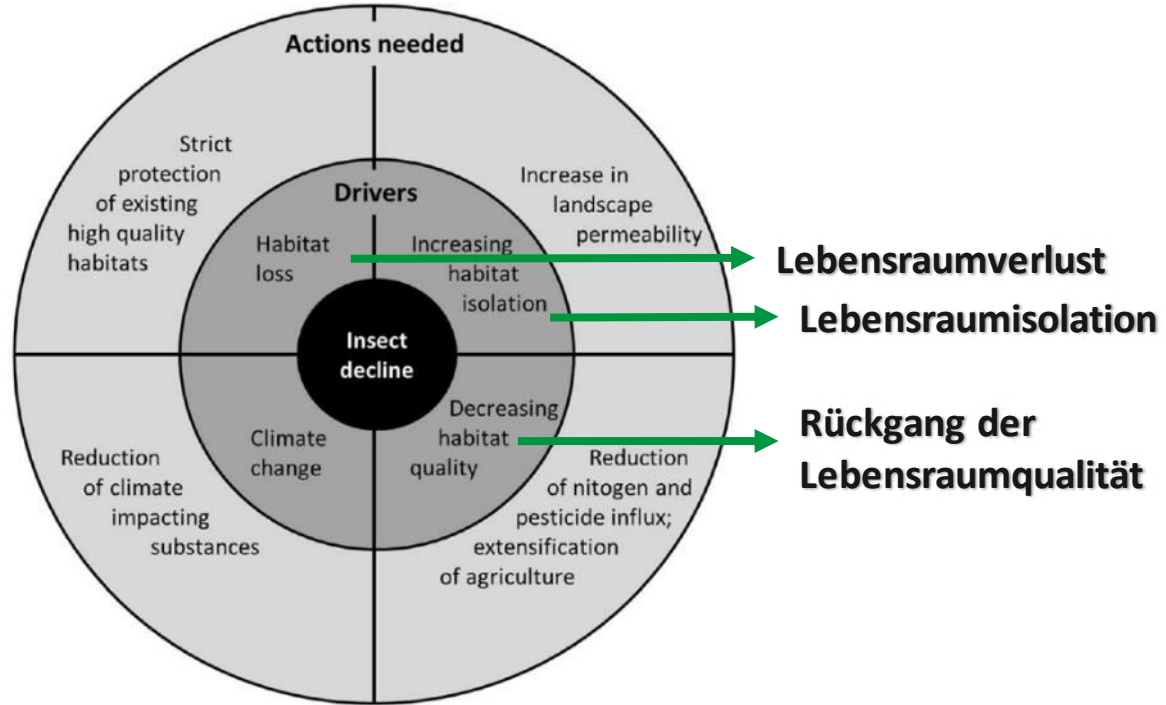 Actions needed
Strict
protection
of existing
high quality
habitats
Increase in
landscape
permeability
Drivers
Habitat
loss
Increasing
habitat
isolation
Insect
decline
Climate
change
Decreasing
habitat
quality
Reduction
of climate
impacting
substances
Reduction
of nitogen and
pesticide influx;
extensification
of agriculture
Lebensraumverlust
Lebensraumisolation
Rückgang der
Lebensraumqualität